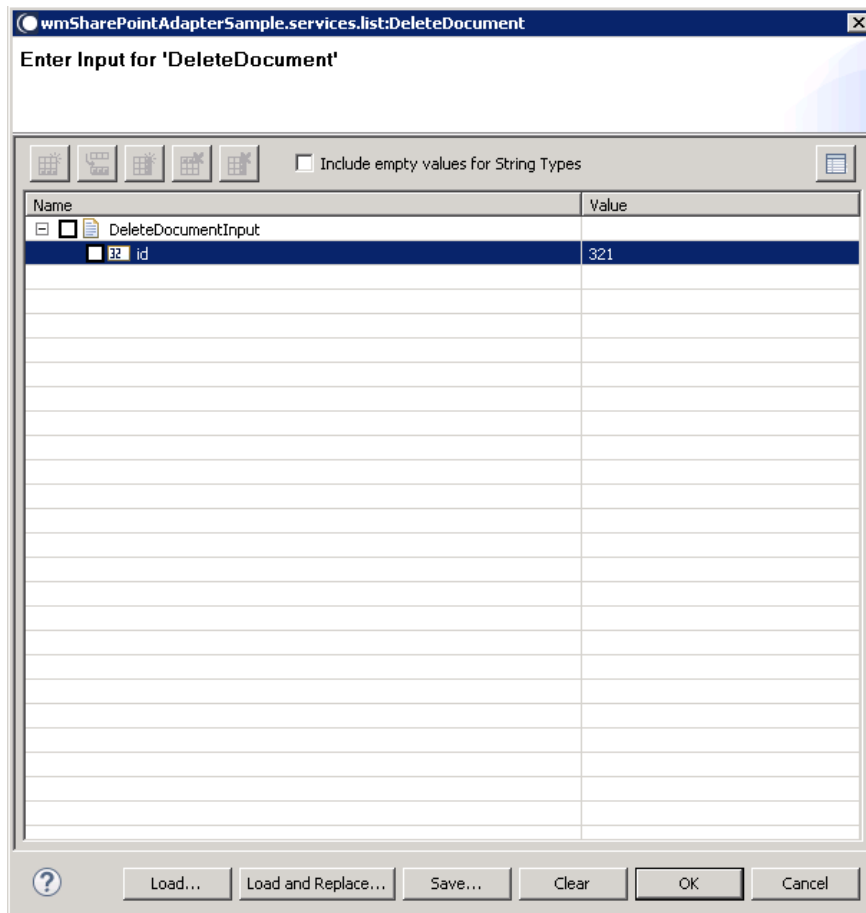 wmSharePointAdapterSample.services.list:DeleteDocument
Enter Input for 'DeleteDocument'
Include empty values for String Types
Name Value
DeleteDocumentInput
32 id 321
? Load... Load and Replace... Save... Clear OK Cancel